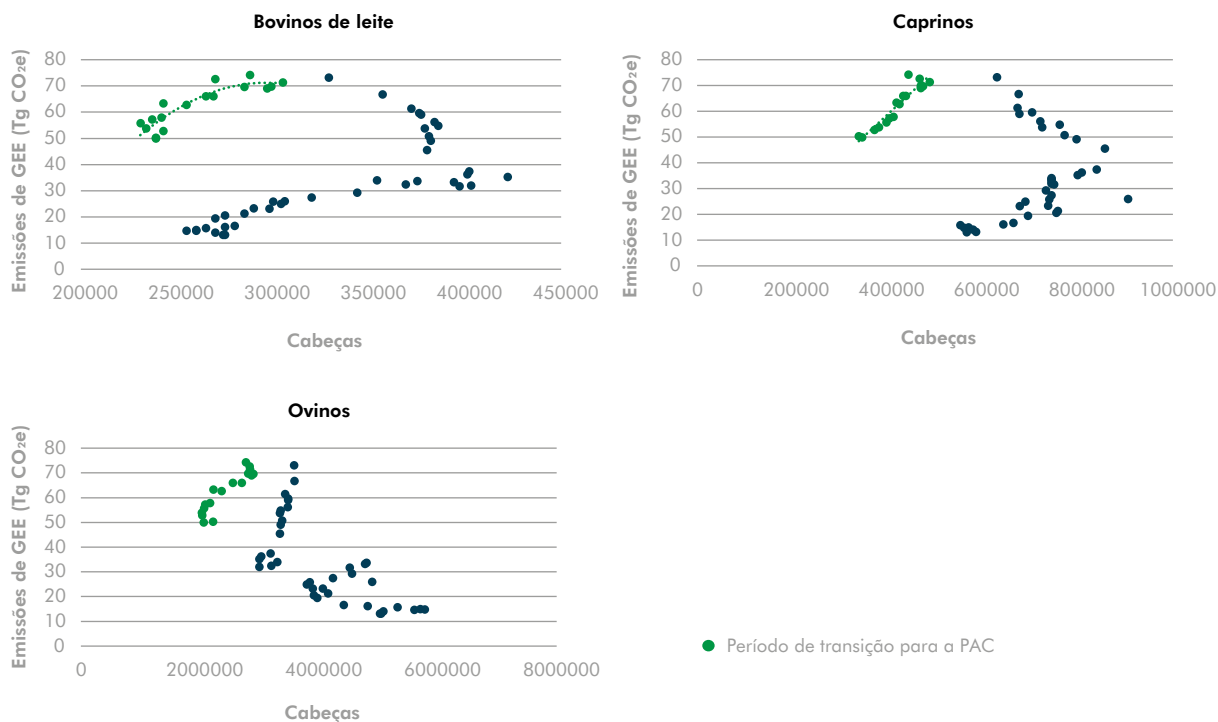 Bovinos de leite
Emissões de GEE (Tg CO₂e)
80
70
60
50
40
30
20
10
0
200000 250000 300000 350000 400000 450000
Cabeças
Caprinos
Emissões de GEE (Tg CO₂e)
80
70
60
50
40
30
20
10
0
0 200000 400000 600000 800000 1000000
Cabeças
Ovinos
Emissões de GEE (Tg CO₂e)
80
70
60
50
40
30
20
10
0
0 2000000 4000000 6000000 8000000
Cabeças
Período de transição para a PAC